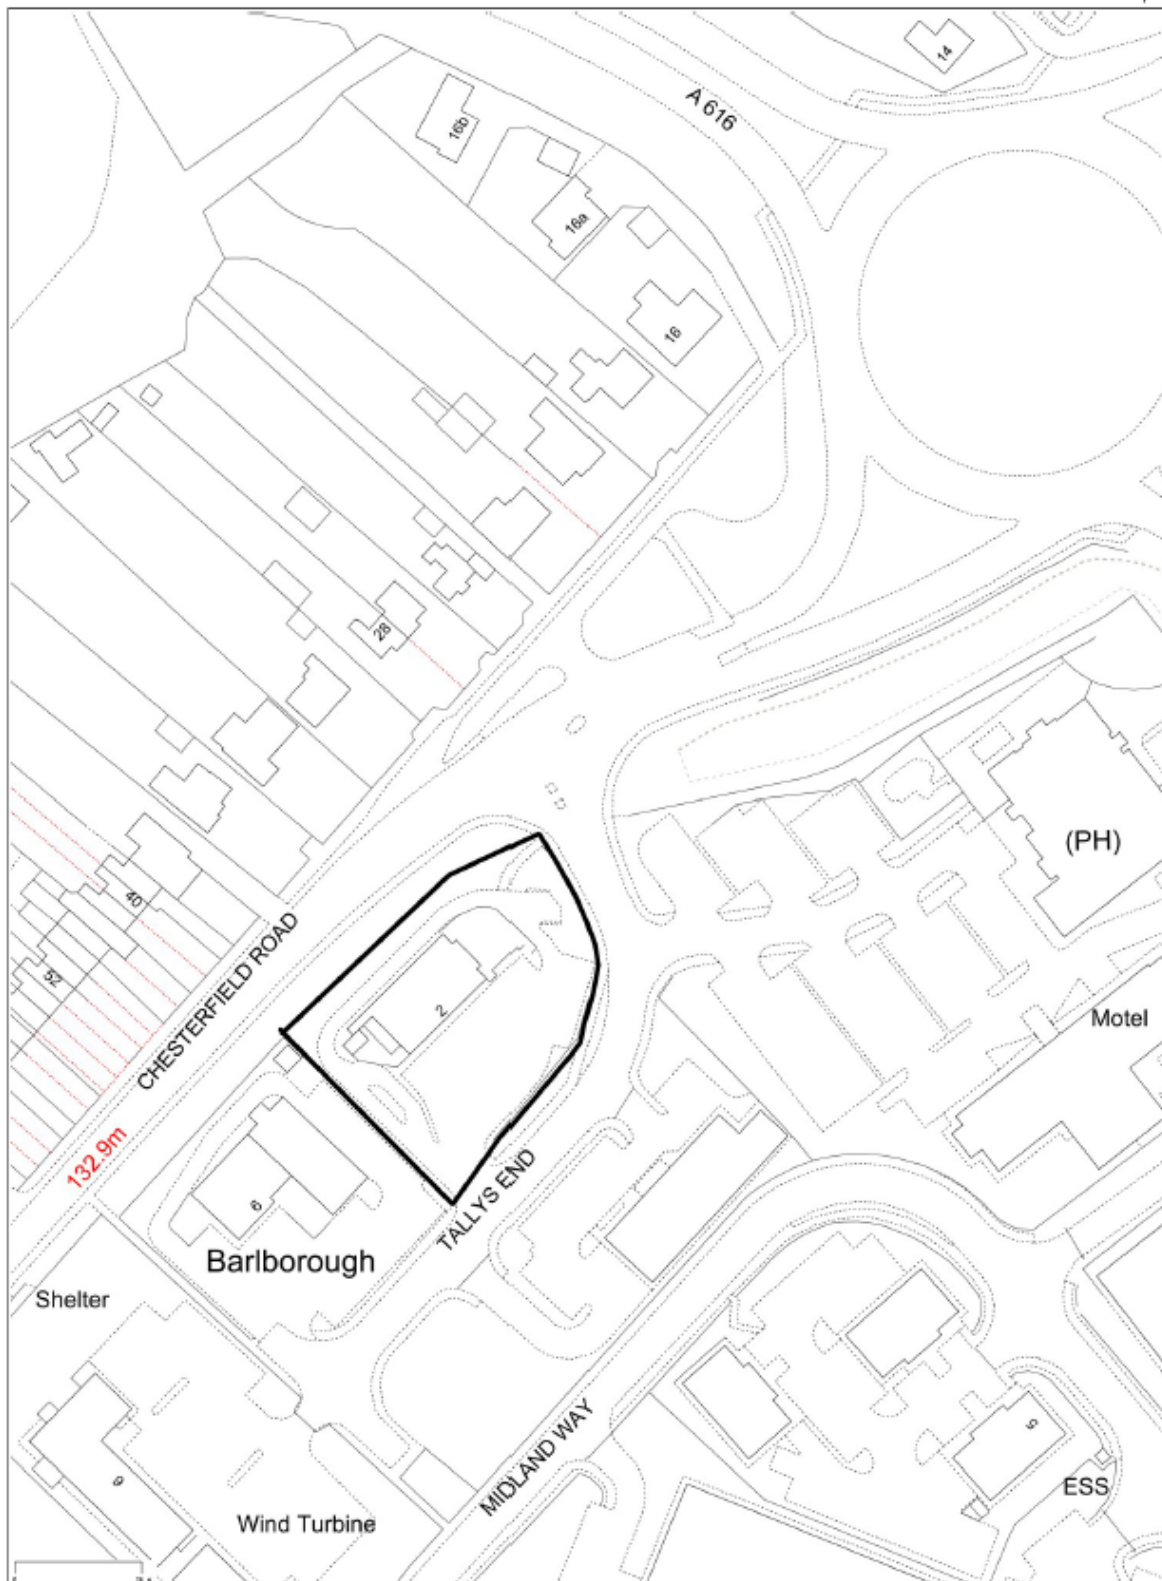 14
A 616
16b
16a
16
28
(PH)
40
52
CHESTERFIELD ROAD
2
Motel
132.9m
TALLYS END
6
Barlborough
Shelter
MIDLAND WAY
9
5
ESS
Wind Turbine